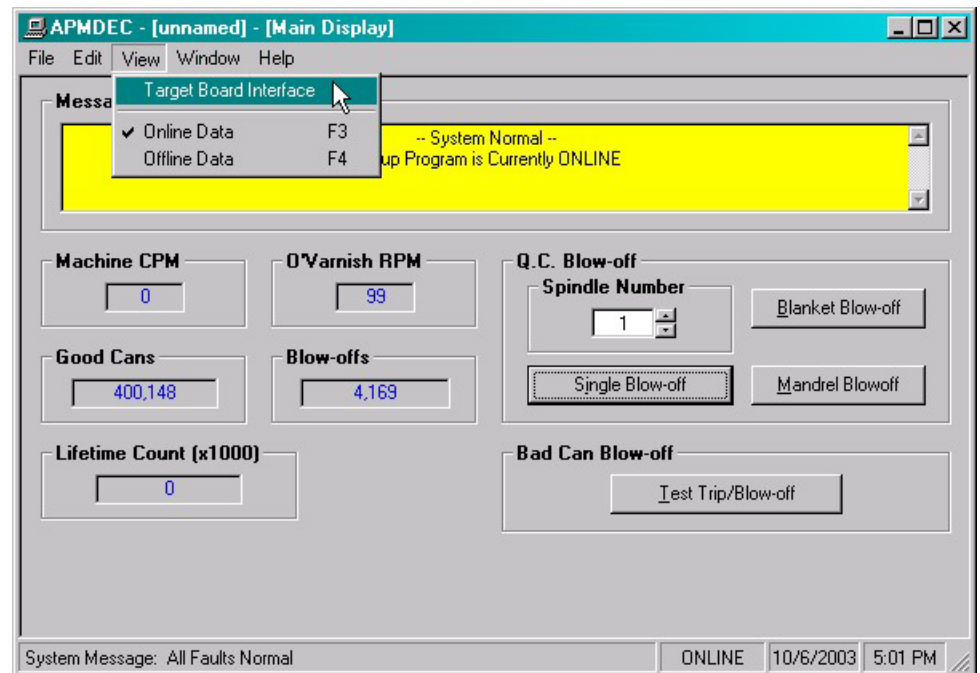 APMDEC - [unnamed] - [Main Display]
File Edit View Window Help
Target Board Interface
Online Data F3
Offline Data F4
Messa
-- System Normal --
up Program is Currently ONLINE
Machine CPM
0
O'Varnish RPM
99
Good Cans
400,148
Blow-offs
4,169
Lifetime Count (x1000)
0
Q.C. Blow-off
Spindle Number
1
Blanket Blow-off
Single Blow-off
Mandrel Blowoff
Bad Can Blow-off
Test Trip/Blow-off
System Message: All Faults Normal ONLINE 10/6/2003 5:01 PM